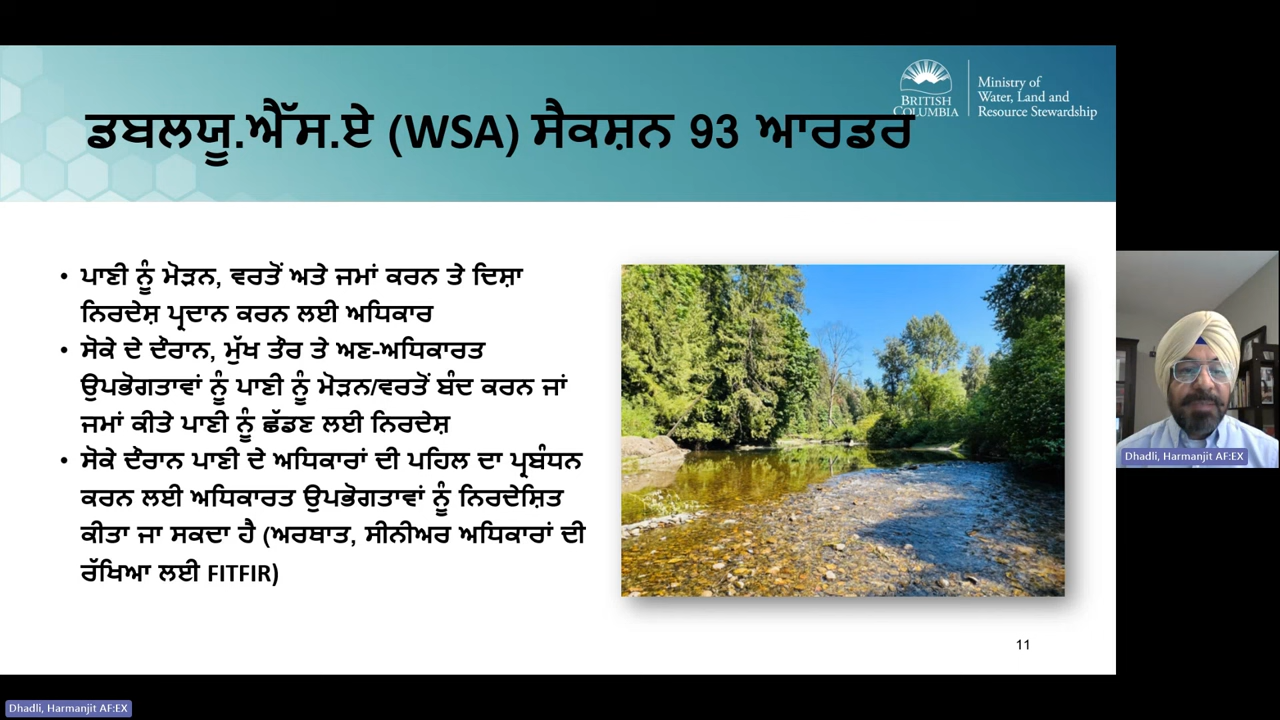 ਡਬਲਯੂ.ਐੱਸ.ਏ (WSA) ਸੈਕਸ਼ਨ 93 ਆਰਡਰ
BRITISH
COLUMBIA
Ministry of
Water, Land and
Resource Stewardship
• ਪਾਣੀ ਨੂੰ ਮੋੜਨ, ਵਰਤੋਂ ਅਤੇ ਜਮਾਂ ਕਰਨ ਤੇ ਦਿਸ਼ਾ
ਨਿਰਦੇਸ਼ ਪ੍ਰਦਾਨ ਕਰਨ ਲਈ ਅਧਿਕਾਰ
• ਸੋਕੇ ਦੇ ਦੌਰਾਨ, ਮੁੱਖ ਤੌਰ ਤੇ ਅਣ-ਅਧਿਕਾਰਤ
ਉਪਭੋਗਤਾਵਾਂ ਨੂੰ ਪਾਣੀ ਨੂੰ ਮੋੜਨ/ਵਰਤੋਂ ਬੰਦ ਕਰਨ ਜਾਂ
ਜਮਾਂ ਕੀਤੇ ਪਾਣੀ ਨੂੰ ਛੱਡਣ ਲਈ ਨਿਰਦੇਸ਼
• ਸੋਕੇ ਦੌਰਾਨ ਪਾਣੀ ਦੇ ਅਧਿਕਾਰਾਂ ਦੀ ਪਹਿਲ ਦਾ ਪ੍ਰਬੰਧਨ
ਕਰਨ ਲਈ ਅਧਿਕਾਰਤ ਉਪਭੋਗਤਾਵਾਂ ਨੂੰ ਨਿਰਦੇਸ਼ਿਤ
ਕੀਤਾ ਜਾ ਸਕਦਾ ਹੈ (ਅਰਥਾਤ, ਸੀਨੀਅਰ ਅਧਿਕਾਰਾਂ ਦੀ
ਰੱਖਿਆ ਲਈ FITFIR)
11
Dhadli, Harmanjit AF:EX
Dhadli, Harmanjit AF:EX